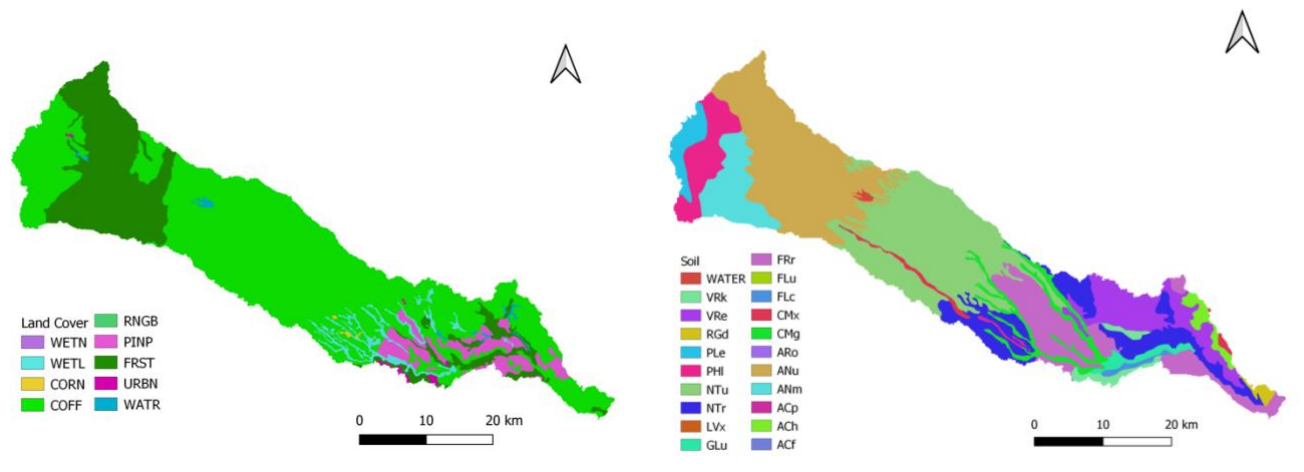 Land Cover
WETN
WETL
CORN
COFF
RNGB
PINP
FRST
URBN
WATR
0 10 20 km
Soil
WATER
VRk
VRe
RGd
PLe
PHl
NTu
NTr
LVx
GLu
FRr
FLu
FLc
CMx
CMg
ARo
ANu
ANm
ACp
ACh
ACf
0 10 20 km